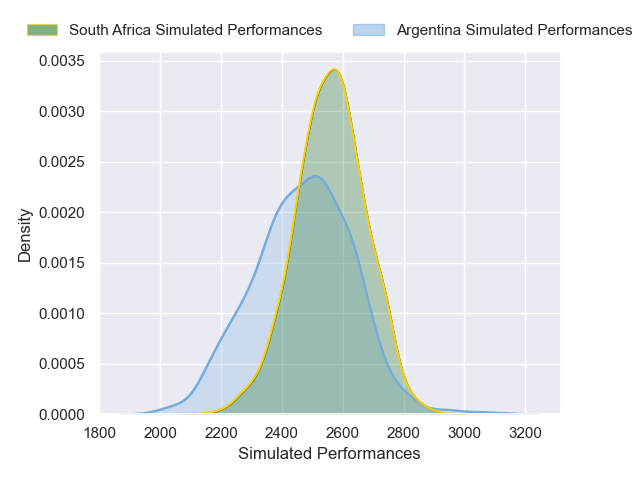 South Africa Simulated Performances Argentina Simulated Performances
0.0035
0.0030
0.0025
0.0020
0.0015
0.0010
0.0005
0.0000
Density
1800 2000 2200 2400 2600 2800 3000 3200
Simulated Performances